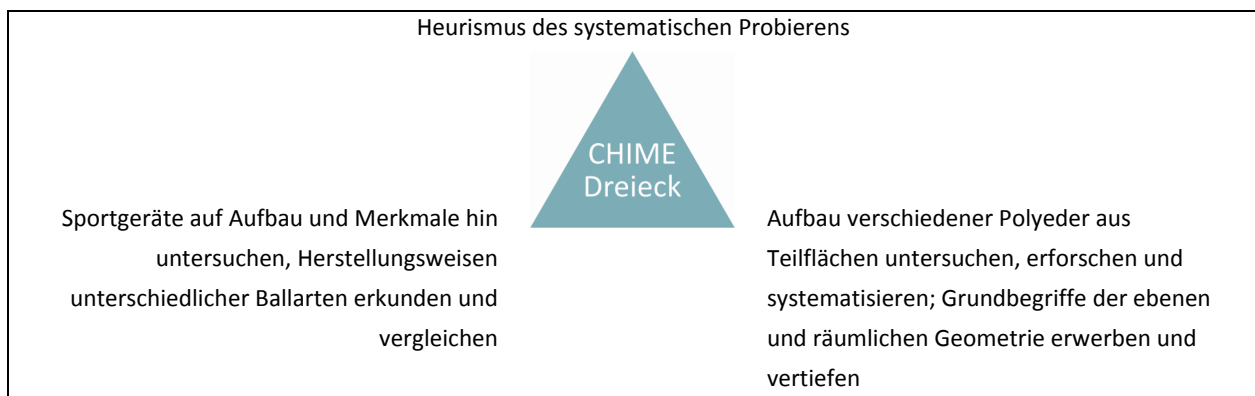 Heurismus des systematischen Probierens
CHIME
Dreieck
Sportgeräte auf Aufbau und Merkmale hin
untersuchen, Herstellungsweisen
unterschiedlicher Ballarten erkunden und
vergleichen
Aufbau verschiedener Polyeder aus
Teilflächen untersuchen, erforschen und
systematisieren; Grundbegriffe der ebenen
und räumlichen Geometrie erwerben und
vertiefen